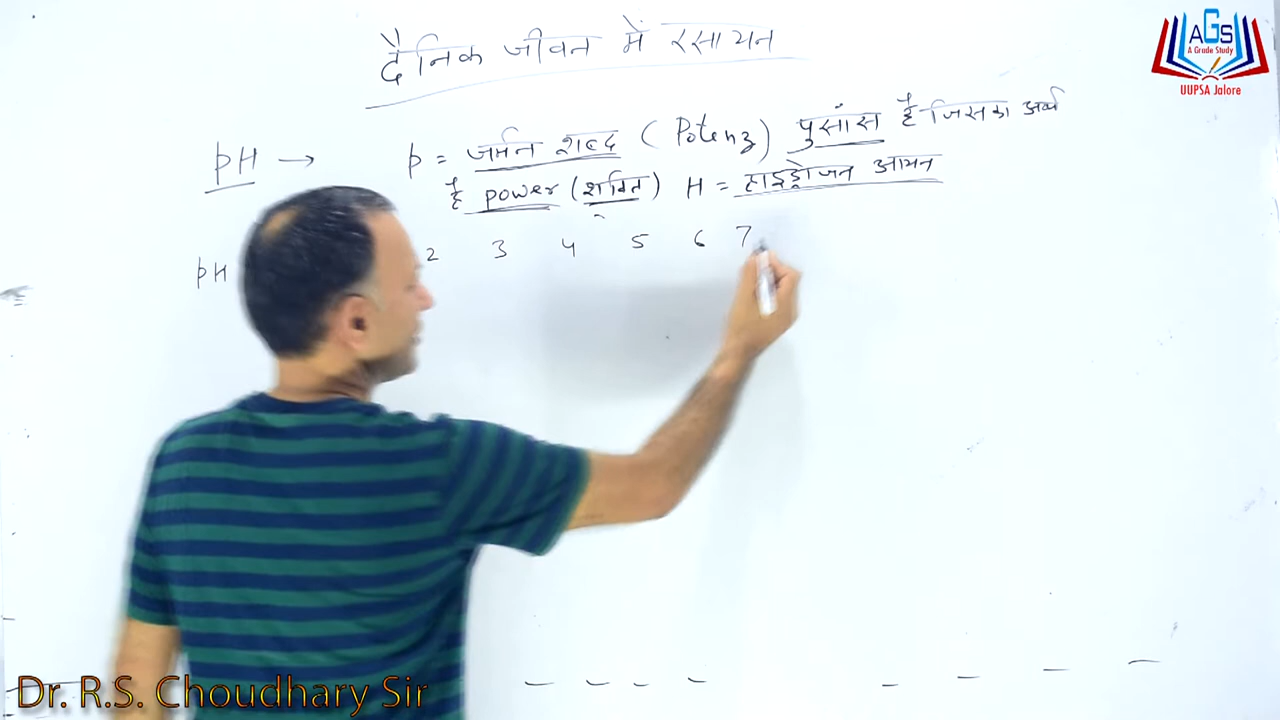 दैनिक जीवन में रसायन
AGS
A Grade Study
UUPSA Jalore
pH → p = जर्मन शब्द (Potenz) पुसांस है जिसका अर्थ
है power (शक्ति) H = हाइड्रोजन आयन
pH 2 3 4 5 6 7
Dr. R.S. Choudhary Sir